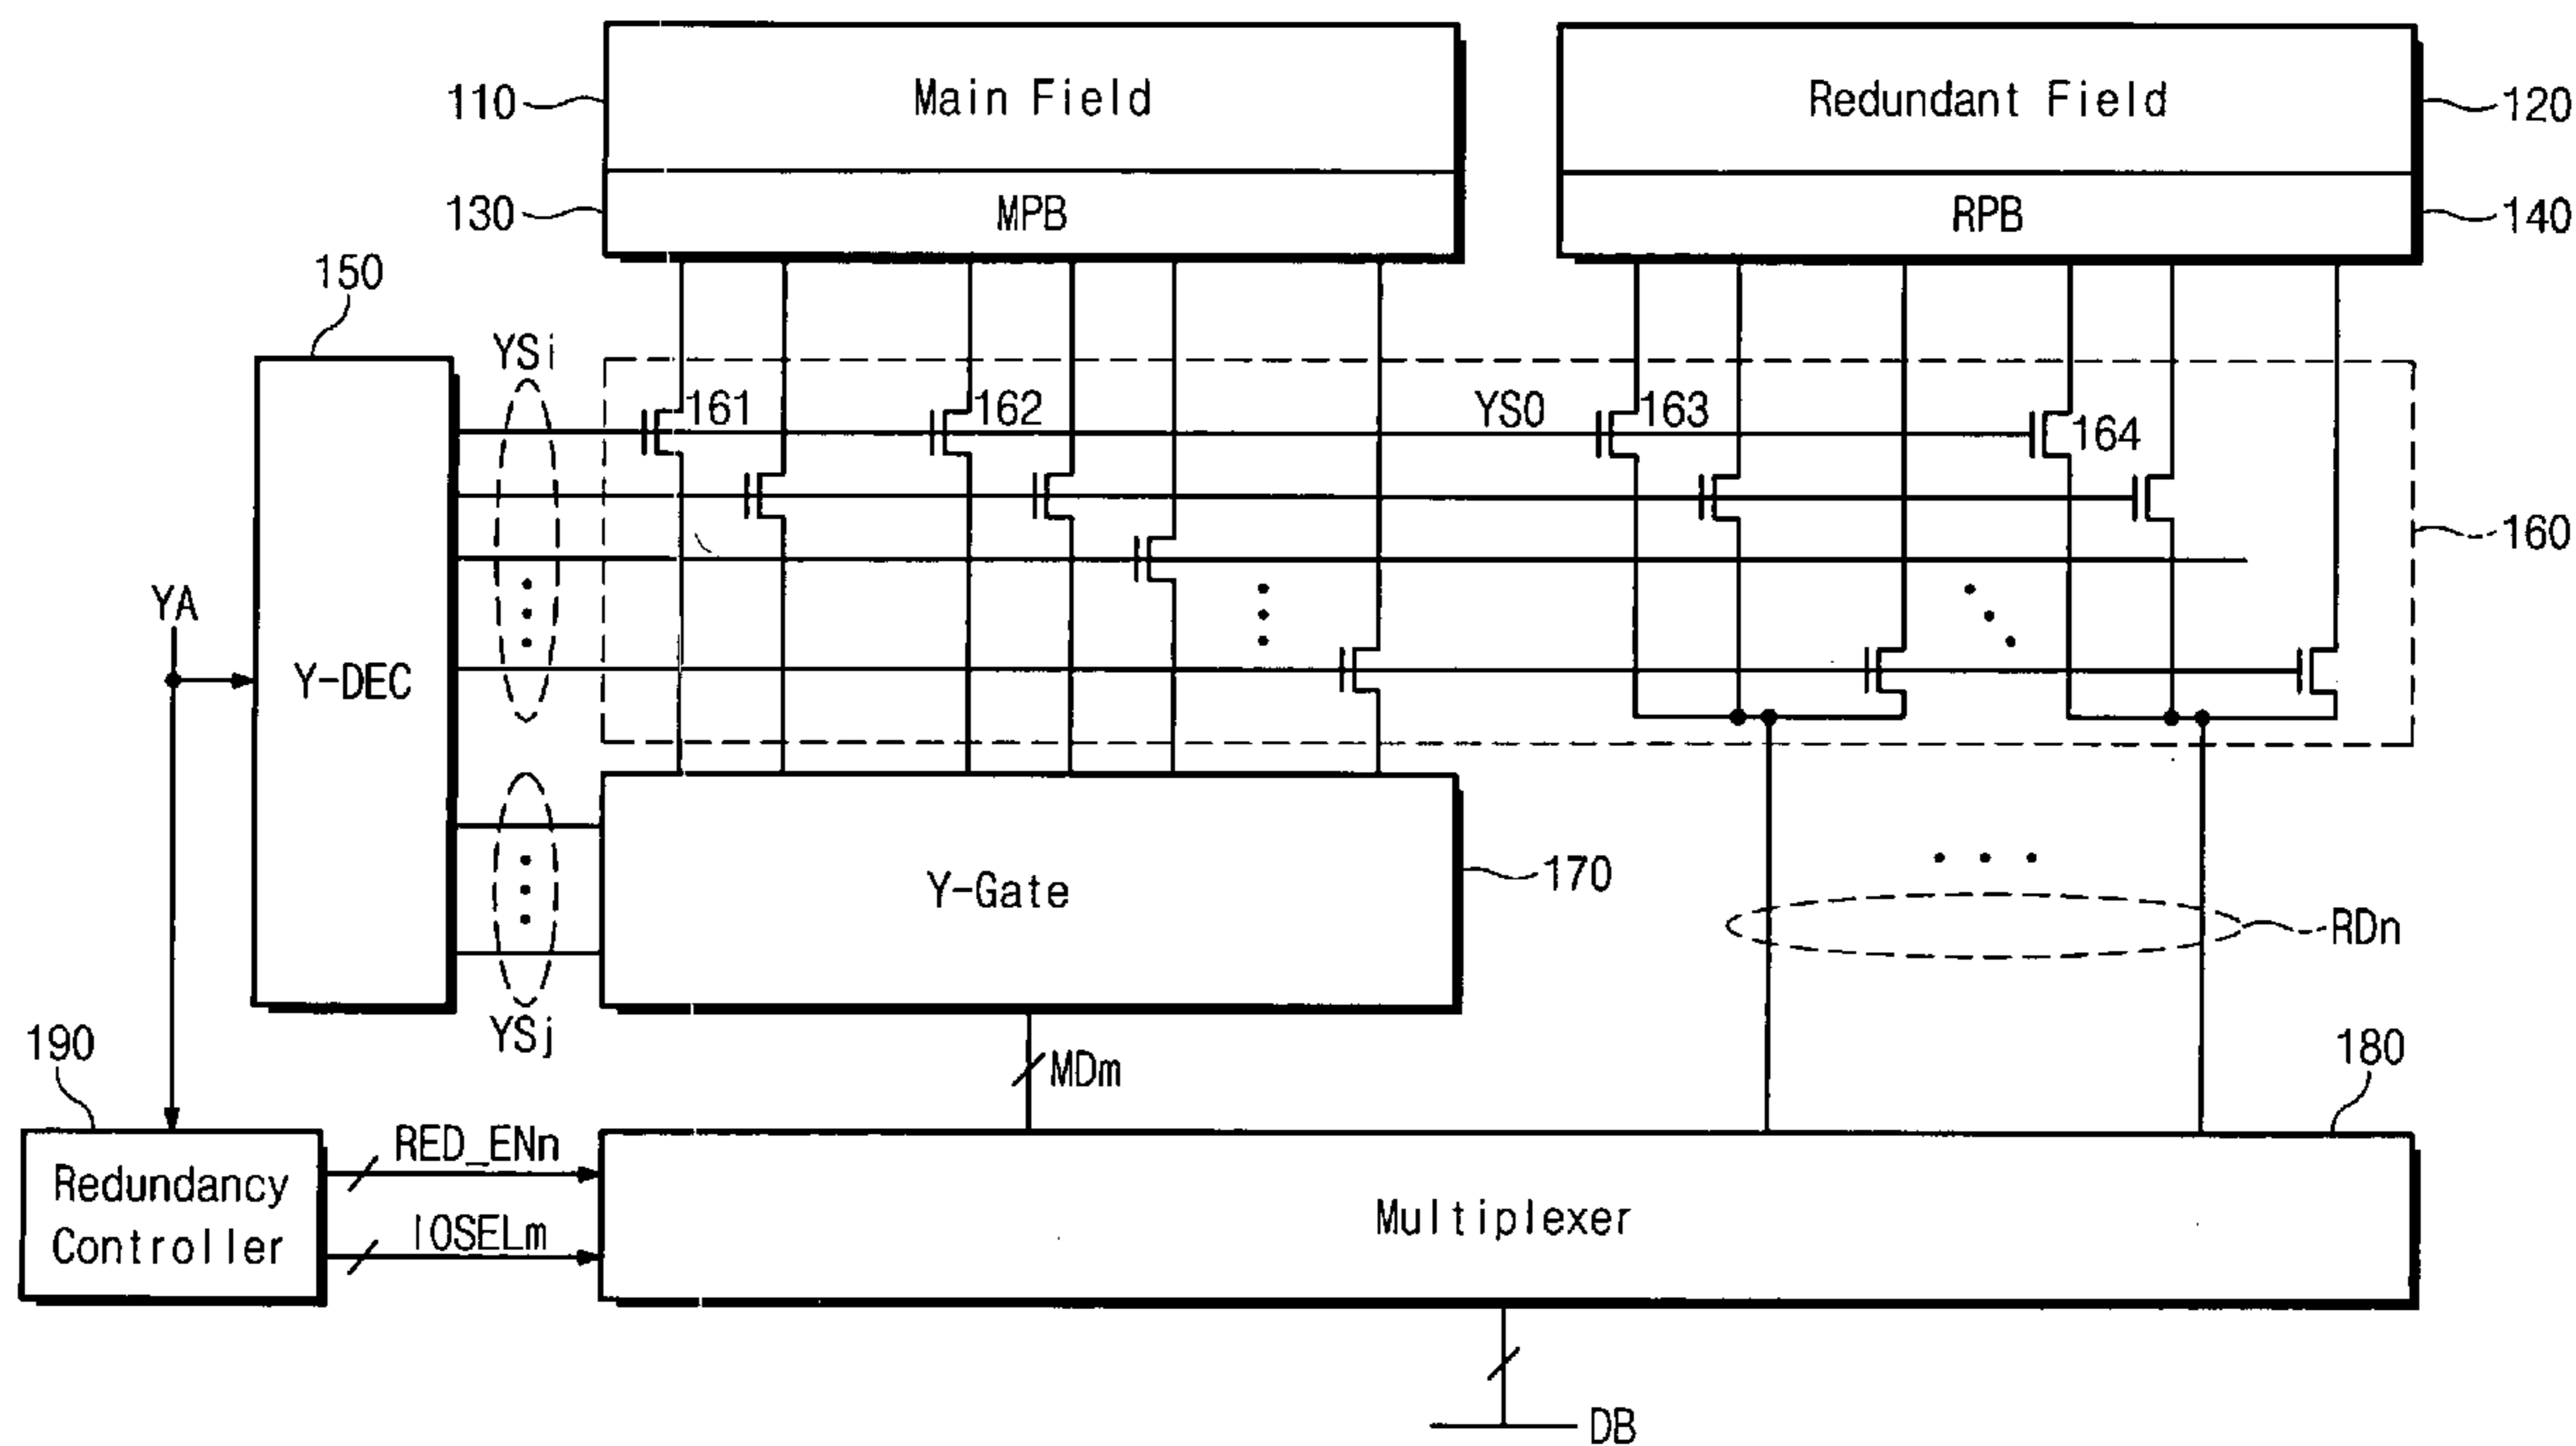 110
Main Field
Redundant Field
120
130
MPB
RPB
140
150
YSi
161
162
YS0
163
164
160
YA
Y-DEC
Y-Gate
170
RDn
YSj
190
MDm
180
RED_ENn
Redundancy
Controller
IOSELm
Multiplexer
DB